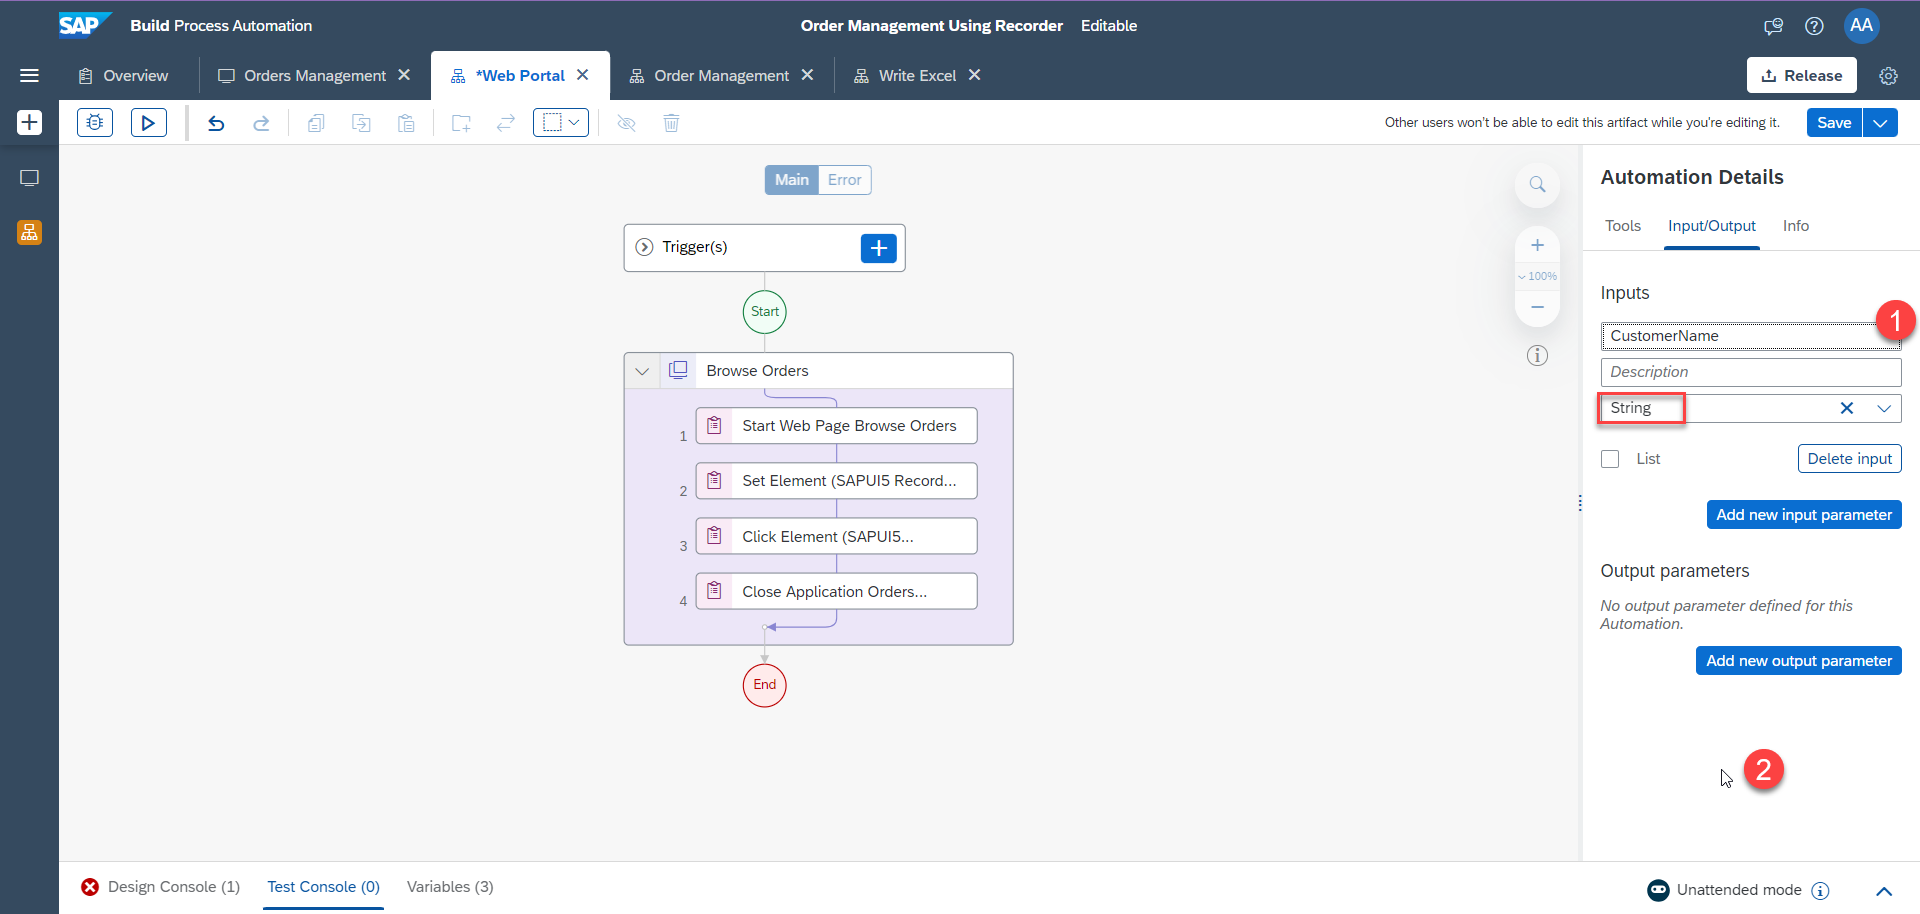 SAP Build Process Automation
Order Management Using Recorder Editable
AA
Overview
Orders Management
*Web Portal
Order Management
Write Excel
Release
Other users won't be able to edit this artifact while you're editing it.
Save
Main Error
Trigger(s)
Start
Browse Orders
1 Start Web Page Browse Orders
2 Set Element (SAPUI5 Record...
3 Click Element (SAPUI5...
4 Close Application Orders...
End
100%
Automation Details
Tools Input/Output Info
Inputs
1
CustomerName
Description
String
List
Delete input
Add new input parameter
Output parameters
No output parameter defined for this
Automation.
Add new output parameter
2
Design Console (1) Test Console (0) Variables (3)
Unattended mode